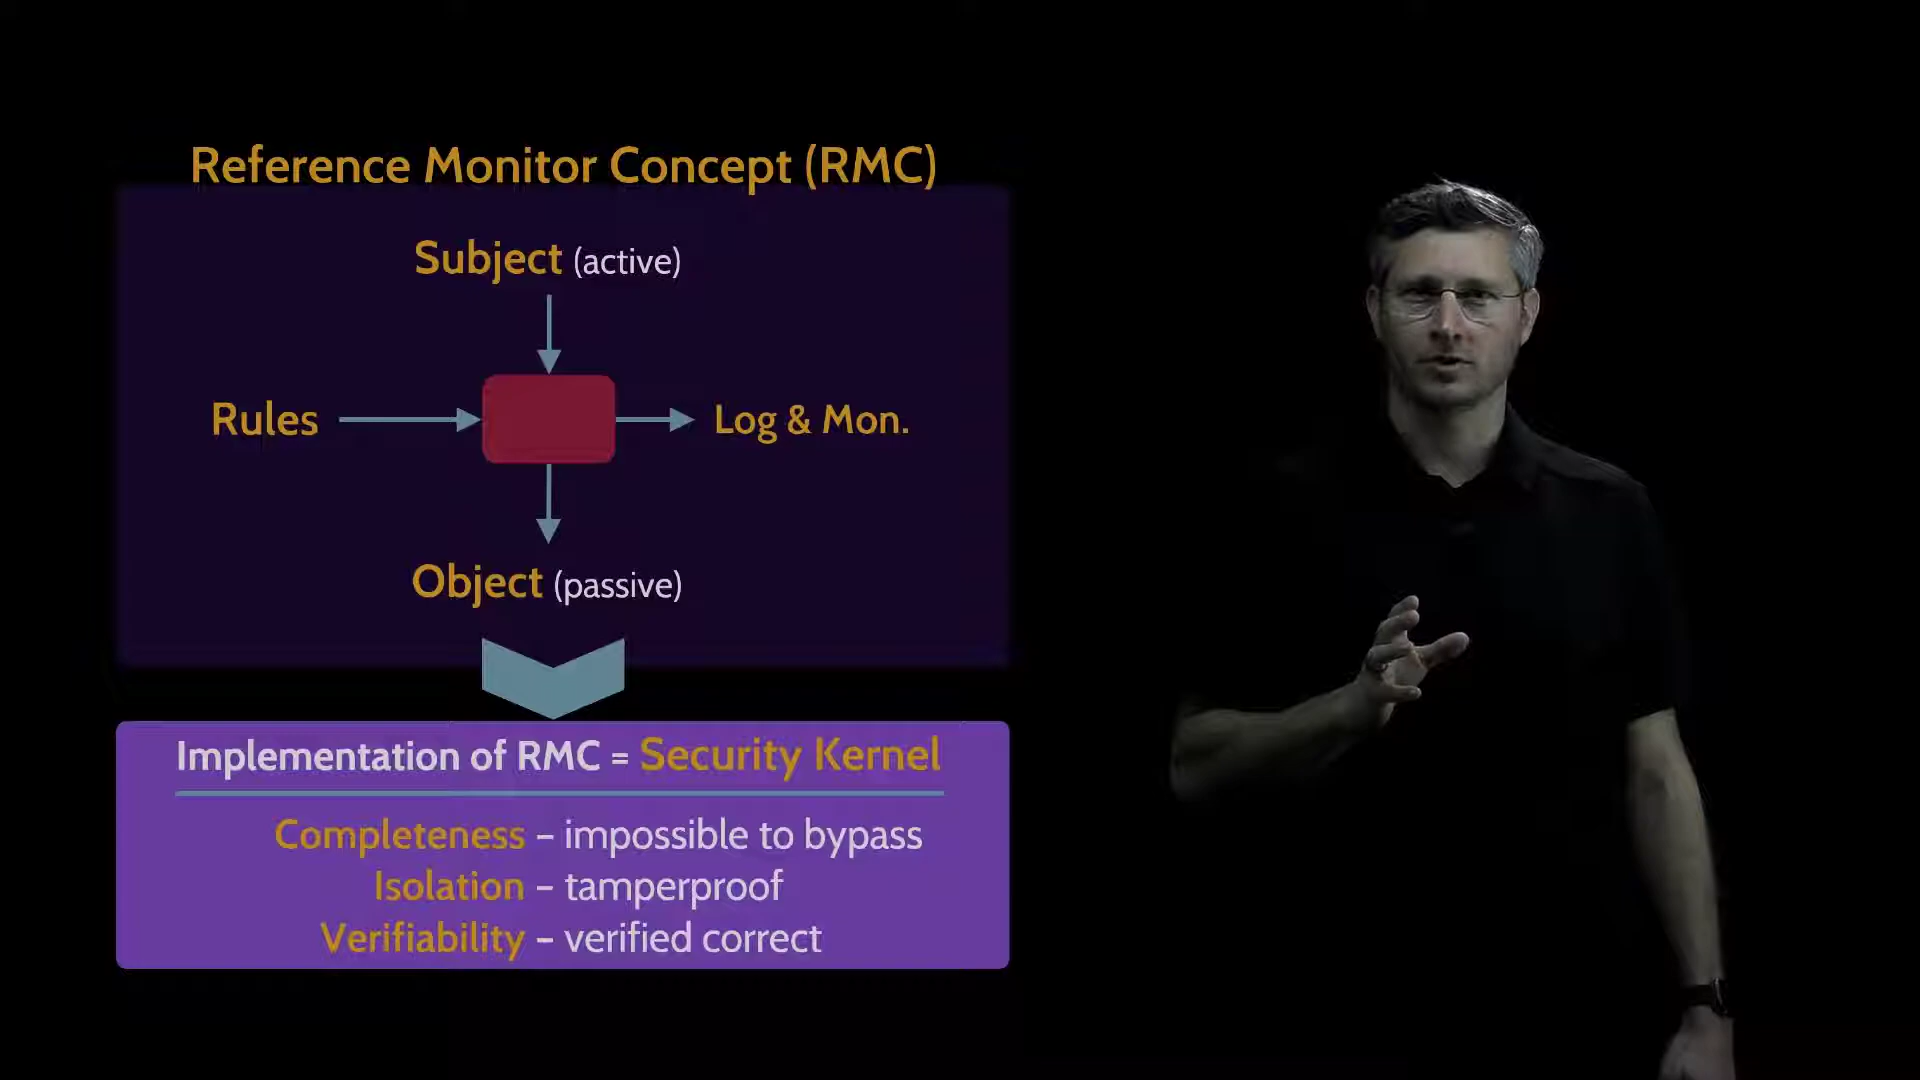 Reference Monitor Concept (RMC)
Subject (active)
Rules
Log & Mon.
Object (passive)
Implementation of RMC = Security Kernel
Completeness – impossible to bypass
Isolation – tamperproof
Verifiability – verified correct